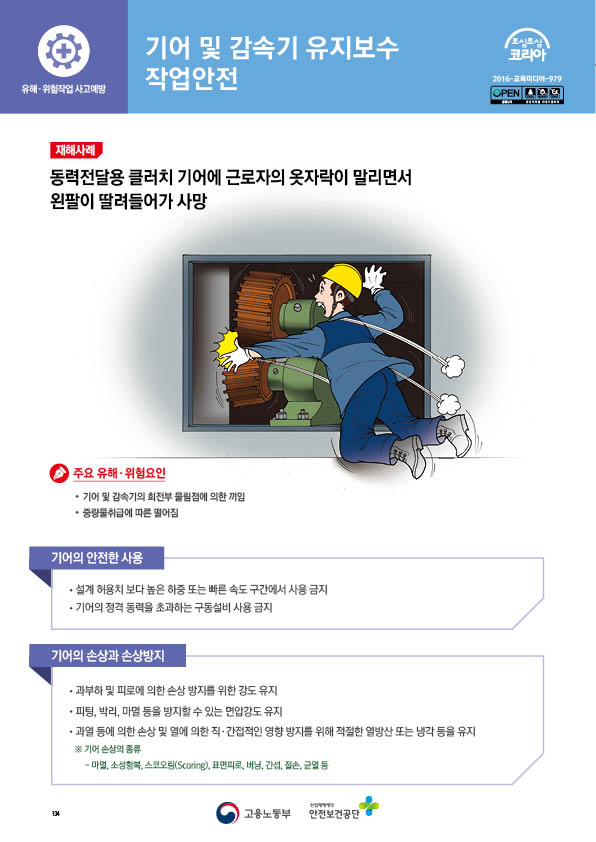 유해·위험작업 사고예방
기어 및 감속기 유지보수
작업안전
조심조심
코리아
2016-교육미디어-979
OPEN
재해사례
동력전달용 클러치 기어에 근로자의 옷자락이 말리면서
왼팔이 딸려들어가 사망
주요 유해·위험요인
• 기어 및 감속기의 회전부 물림점에 의한 끼임
• 중량물취급에 따른 떨어짐
기어의 안전한 사용
• 설계 허용치 보다 높은 하중 또는 빠른 속도 구간에서 사용 금지
• 기어의 정격 동력을 초과하는 구동설비 사용 금지
기어의 손상과 손상방지
• 과부하 및 피로에 의한 손상 방지를 위한 강도 유지
• 피팅, 박리, 마멸 등을 방지할 수 있는 면압강도 유지
• 과열 등에 의한 손상 및 열에 의한 직·간접적인 영향 방지를 위해 적절한 열방산 또는 냉각 등을 유지
※ 기어 손상의 종류
- 마멸, 소성항복, 스코오링(Scoring), 표면피로, 버닝, 간섭, 절손, 균열 등
134
고용노동부
산업재해예방
안전보건공단